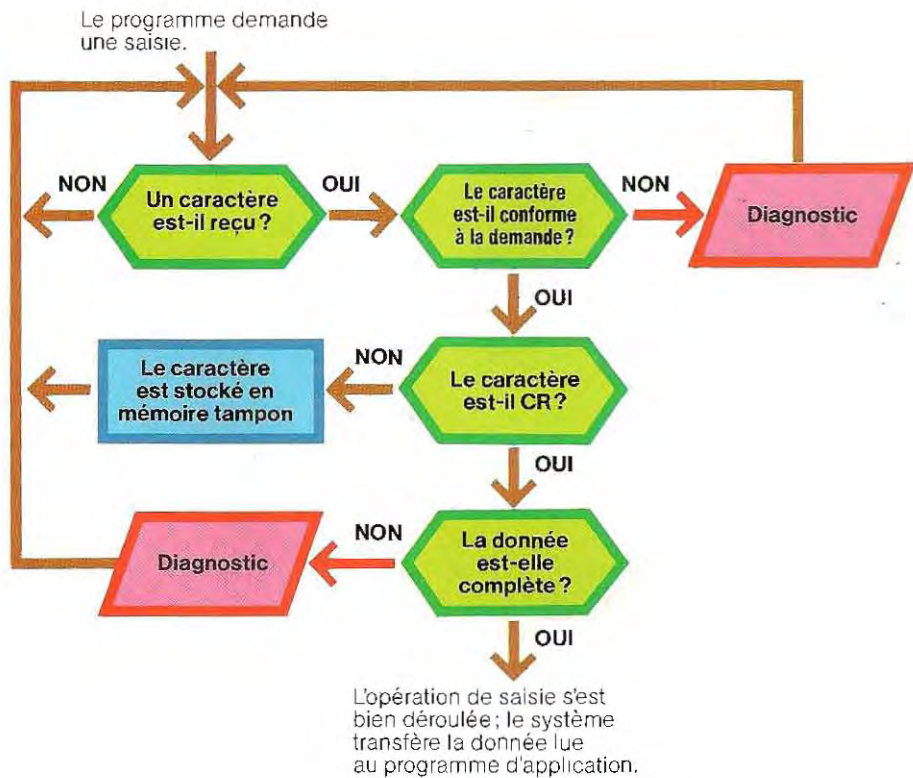 Le programme demande
une saisie.
NON
Un caractère
est-il reçu ?
OUI
Le caractère
est-il conforme
à la demande ?
NON
Diagnostic
OUI
Le caractère
est stocké en
mémoire tampon
NON
Le caractère
est-il CR ?
OUI
Diagnostic
NON
La donnée
est-elle
complète ?
OUI
L'opération de saisie s'est
bien déroulée ; le système
transfère la donnée lue
au programme d'application.